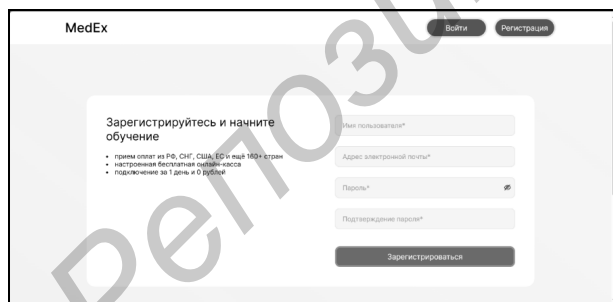 MedEx
Войти
Регистрация
Зарегистрируйтесь и начните
обучение
• прием оплат из РФ, СНГ, США, ЕС и ещё 160+ стран
• настроенная бесплатная онлайн-касса
• подключение за 1 день и 0 рублей
Имя пользователя*
Адрес электронной почты*
Пароль*
Подтверждение пароля*
Зарегистрироваться